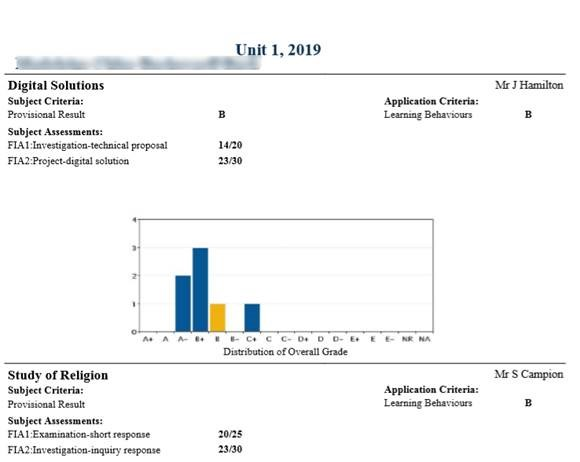 Unit 1, 2019
Digital Solutions Mr J Hamilton
Subject Criteria: Application Criteria:
Provisional Result B Learning Behaviours B
Subject Assessments:
FIA1:Investigation-technical proposal 14/20
FIA2:Project-digital solution 23/30
4
3
2
1
0
A+ A A- B+ B B- C+ C C- D+ D D- E+ E E- NR NA
Distribution of Overall Grade
Study of Religion Mr S Campion
Subject Criteria: Application Criteria:
Provisional Result Learning Behaviours B
Subject Assessments:
FIA1:Examination-short response 20/25
FIA2:Investigation-inquiry response 23/30